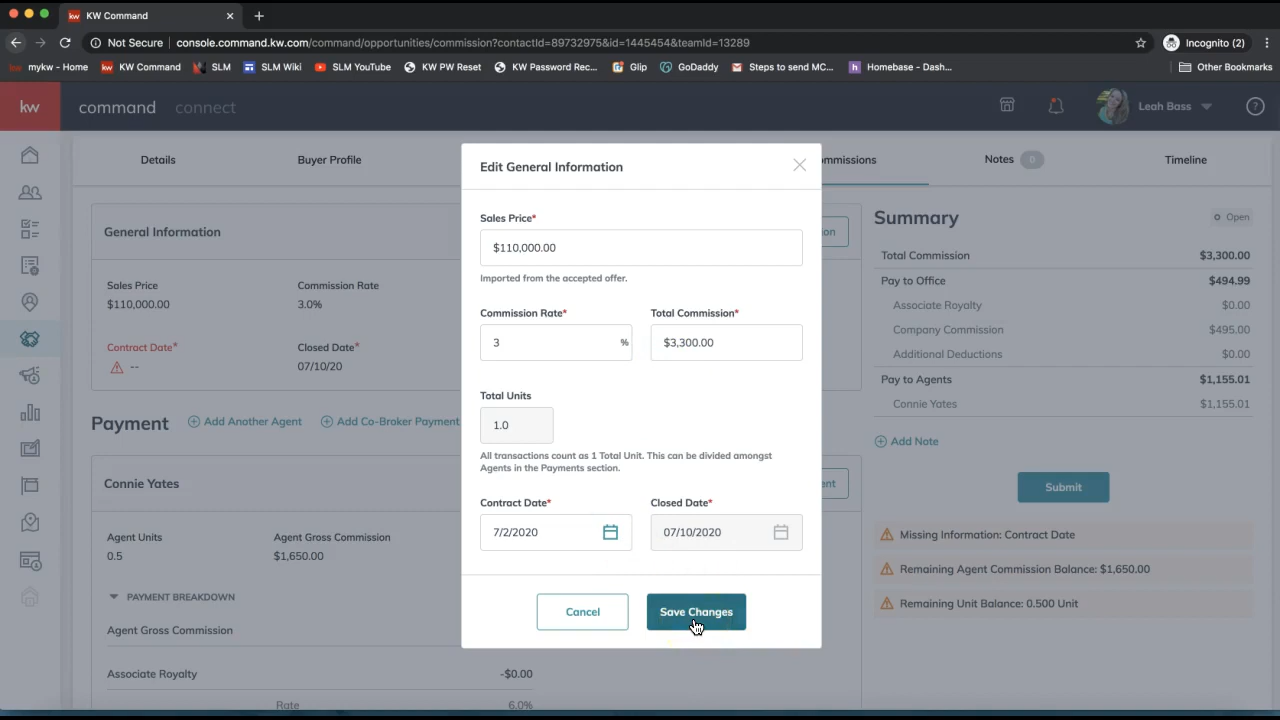 KW Command
Not Secure console.command.kw.com/command/opportunities/commission?contactId=89732975&id=1445454&teamId=13289 Incognito (2)
mykw - Home KW Command SLM SLM Wiki SLM YouTube KW PW Reset KW Password Rec... Glip GoDaddy Steps to send MC... Homebase - Dash... Other Bookmarks
kw command connect Leah Bass
Details Buyer Profile ommissions Notes 0 Timeline
General Information on
Sales Price Commission Rate
$110,000.00 3.0%
Contract Date* Closed Date*
-- 07/10/20
Payment Add Another Agent Add Co-Broker Payment
Connie Yates ent
Agent Units Agent Gross Commission
0.5 $1,650.00
PAYMENT BREAKDOWN
Agent Gross Commission
Associate Royalty -$0.00
Rate 6.0%
Edit General Information
Sales Price*
$110,000.00
Imported from the accepted offer.
Commission Rate* Total Commission*
3 % $3,300.00
Total Units
1.0
All transactions count as 1 Total Unit. This can be divided amongst
Agents in the Payments section.
Contract Date* Closed Date*
7/2/2020 07/10/2020
Cancel Save Changes
Summary Open
Total Commission $3,300.00
Pay to Office $494.99
Associate Royalty $0.00
Company Commission $495.00
Additional Deductions $0.00
Pay to Agents $1,155.01
Connie Yates $1,155.01
Add Note
Submit
Missing Information: Contract Date
Remaining Agent Commission Balance: $1,650.00
Remaining Unit Balance: 0.500 Unit